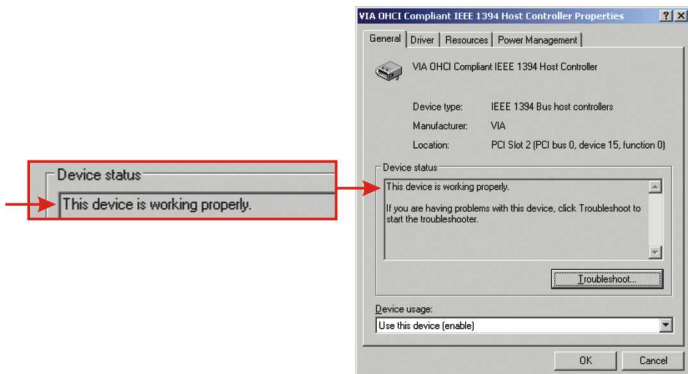 Device status
This device is working properly.
VIA OHCI Compliant IEEE 1394 Host Controller Properties
General Driver Resources Power Management
VIA OHCI Compliant IEEE 1394 Host Controller
Device type: IEEE 1394 Bus host controllers
Manufacturer: VIA
Location: PCI Slot 2 (PCI bus 0, device 15, function 0)
Device status
This device is working properly.
If you are having problems with this device, click Troubleshoot to
start the troubleshooter.
Troubleshoot...
Device usage:
Use this device (enable)
OK Cancel